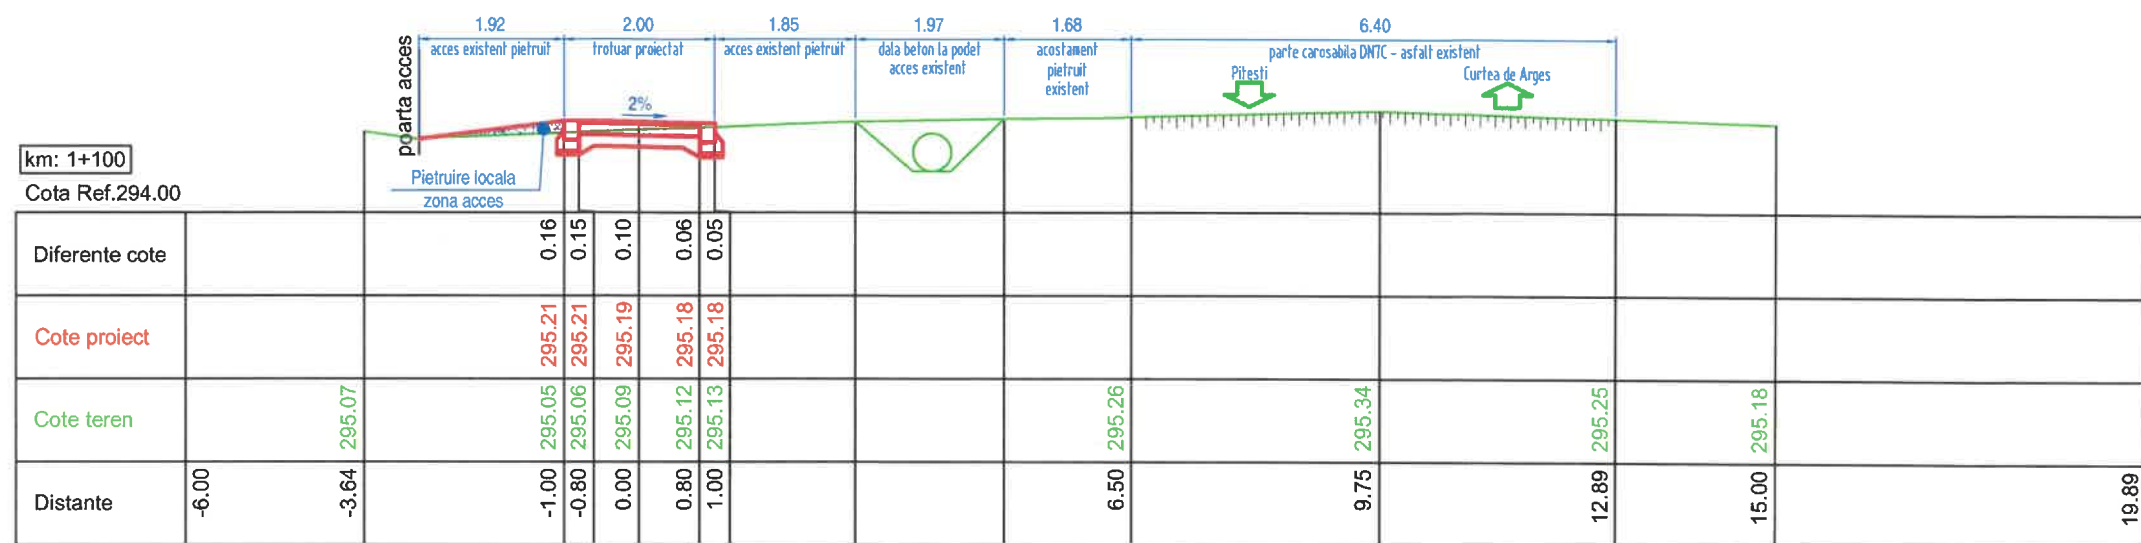 1.92 2.00 1.85 1.97 1.68 6.40
acces existent pietruit
trotuar proiectat
acces existent pietruit
dala beton la podet
acces existent
acostament
pietruit
existent
parte carosabila DN7C - asfalt existent
Pitesti
Curtea de Arges
poarta acces
2%
km: 1+100
Cota Ref.294.00
Pietruire locala
zona acces
Diferente cote 0.16 0.15 0.10 0.06 0.05
Cote proiect 295.21 295.21 295.19 295.18 295.18
Cote teren 295.07 295.05 295.06 295.09 295.12 295.13 295.26 295.34 295.25 295.18
Distante -6.00 -3.64 -1.00 -0.80 0.00 0.80 1.00 6.50 9.75 12.89 15.00 19.89